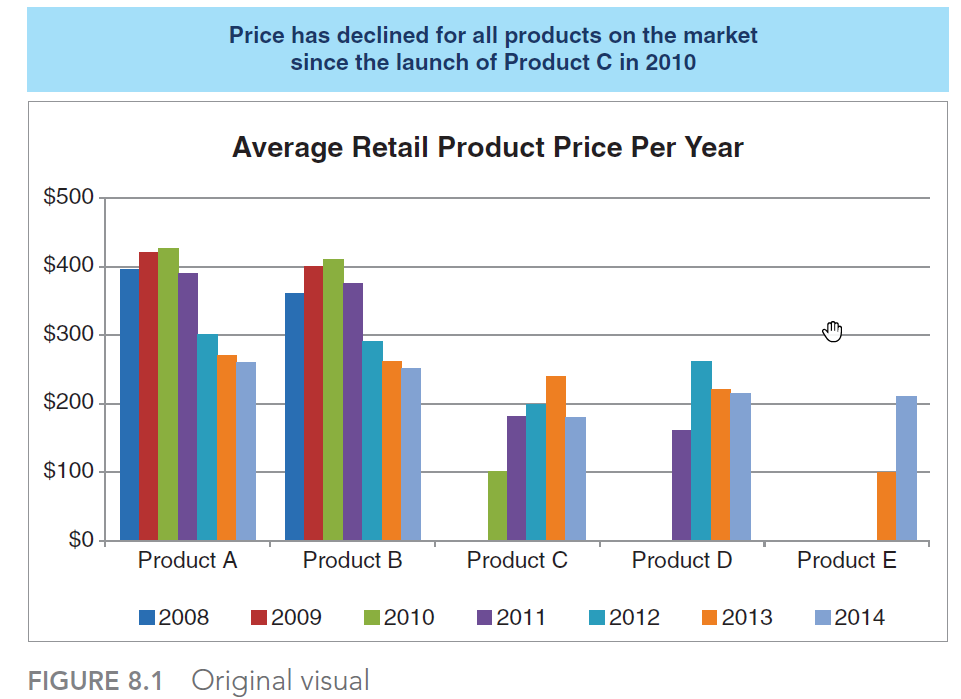 Price has declined for all products on the market
since the launch of Product C in 2010
Average Retail Product Price Per Year
$500
$400
$300
$200
$100
$0
Product A Product B Product C Product D Product E
2008 2009 2010 2011 2012 2013 2014
FIGURE 8.1 Original visual